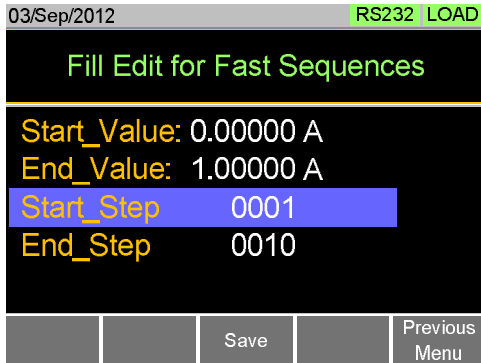 03/Sep/2012 RS232 LOAD
Fill Edit for Fast Sequences
Start_Value: 0.00000 A
End_Value: 1.00000 A
Start_Step 0001
End_Step 0010
Save
Previous
Menu